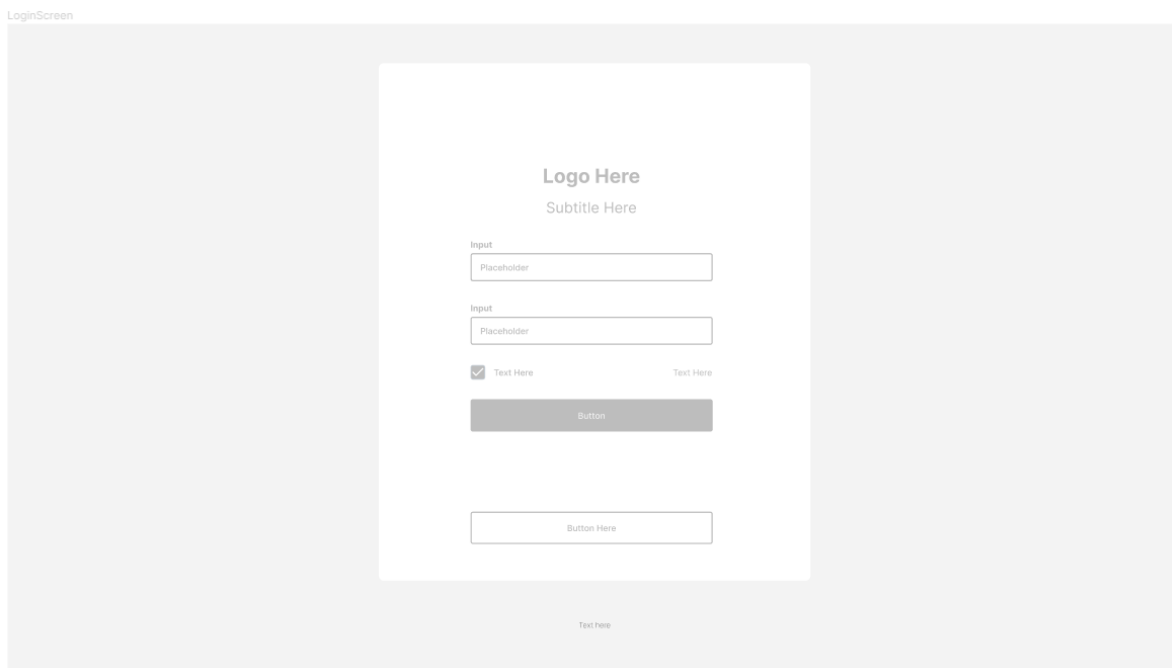 LoginScreen
Logo Here
Subtitle Here
Input
Placeholder
Input
Placeholder
Text Here
Text Here
Button
Button Here
Text here